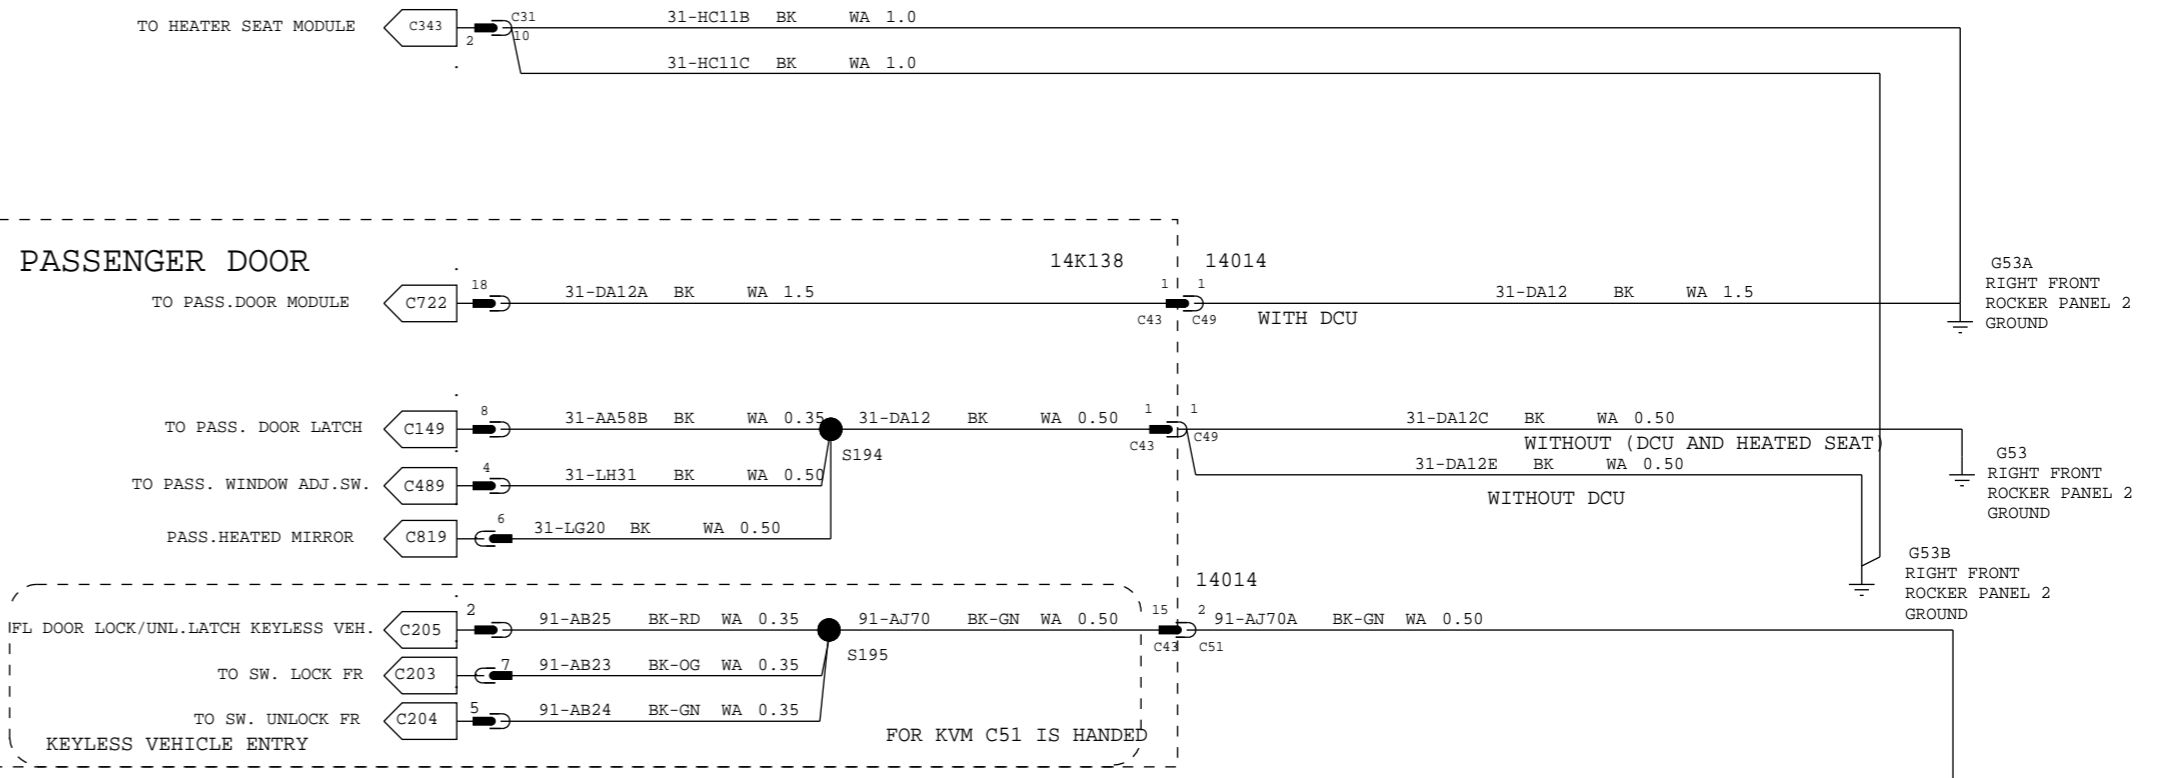 TO HEATER SEAT MODULE C343 2 C31 10 31-HC11B BK WA 1.0
31-HC11C BK WA 1.0
PASSENGER DOOR 14K138 14014
TO PASS.DOOR MODULE C722 18 31-DA12A BK WA 1.5 1 1 C43 C49 31-DA12 BK WA 1.5
WITH DCU
G53A
RIGHT FRONT
ROCKER PANEL 2
GROUND
TO PASS. DOOR LATCH C149 8 31-AA58B BK WA 0.35 31-DA12 BK WA 0.50 1 1 C43 C49 31-DA12C BK WA 0.50
S194
WITHOUT (DCU AND HEATED SEAT)
G53
RIGHT FRONT
ROCKER PANEL 2
GROUND
TO PASS. WINDOW ADJ.SW. C489 4 31-LH31 BK WA 0.50
31-DA12E BK WA 0.50
WITHOUT DCU
PASS.HEATED MIRROR C819 6 31-LG20 BK WA 0.50
G53B
RIGHT FRONT
ROCKER PANEL 2
GROUND
14014
FL DOOR LOCK/UNL.LATCH KEYLESS VEH. C205 2 91-AB25 BK-RD WA 0.35 91-AJ70 BK-GN WA 0.50 15 2 C43 C51 91-AJ70A BK-GN WA 0.50
S195
TO SW. LOCK FR C203 7 91-AB23 BK-OG WA 0.35
TO SW. UNLOCK FR C204 5 91-AB24 BK-GN WA 0.35
KEYLESS VEHICLE ENTRY
FOR KVM C51 IS HANDED